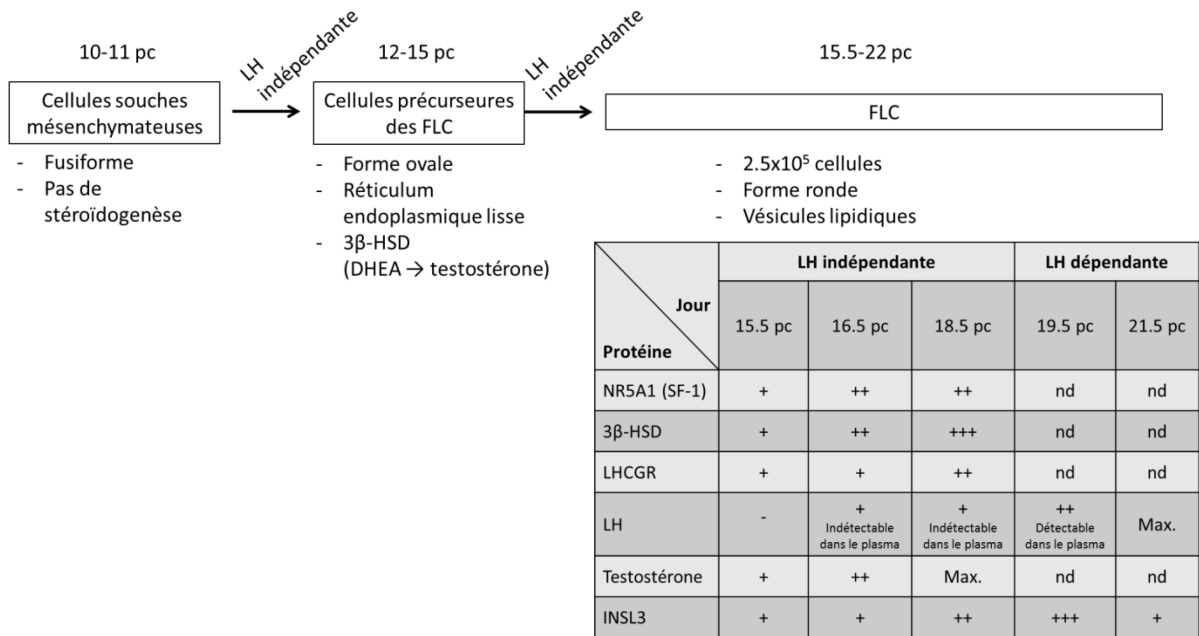 10-11 pc
LH
indépendante
12-15 pc
LH
indépendante
15.5-22 pc
Cellules souches
mésenchymateuses
Cellules précurseures
des FLC
FLC
- Fusiforme
- Pas de
stéroïdogenèse
- Forme ovale
- Réticulum
endoplasmique lisse
- 3β-HSD
(DHEA → testostérone)
- 2.5x10⁵ cellules
- Forme ronde
- Vésicules lipidiques
Jour
Protéine
LH indépendante LH dépendante
15.5 pc 16.5 pc 18.5 pc 19.5 pc 21.5 pc
NR5A1 (SF-1) + ++ ++ nd nd
3β-HSD + ++ +++ nd nd
LHCGR + + ++ nd nd
LH - + + ++ Max.
Indétectable Indétectable Détectable
dans le plasma dans le plasma dans le plasma
Testostérone + ++ Max. nd nd
INSL3 + + ++ +++ +